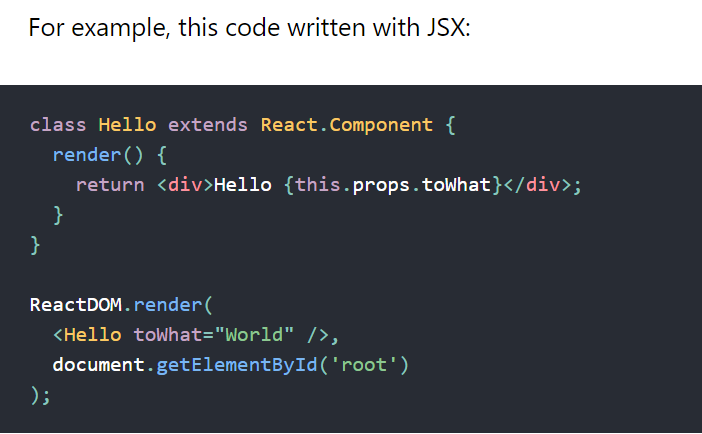 For example, this code written with JSX:
class Hello extends React.Component {
  render() {
    return <div>Hello {this.props.toWhat}</div>;
  }
}

ReactDOM.render(
  <Hello toWhat="World" />,
  document.getElementById('root')
);